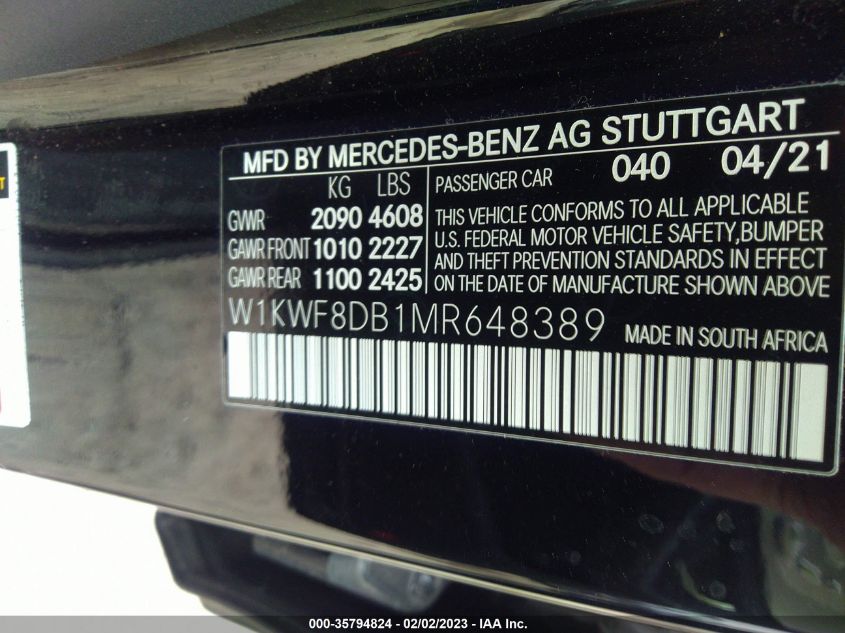 MFD BY MERCEDES-BENZ AG STUTTGART
KG LBS
GVWR 2090 4608
GAWR FRONT 1010 2227
GAWR REAR 1100 2425
PASSENGER CAR 040 04/21
THIS VEHICLE CONFORMS TO ALL APPLICABLE
U.S. FEDERAL MOTOR VEHICLE SAFETY,BUMPER
AND THEFT PREVENTION STANDARDS IN EFFECT
ON THE DATE OF MANUFACTURE SHOWN ABOVE
W1KWF8DB1MR648389 MADE IN SOUTH AFRICA
000-35794824 - 02/02/2023 - IAA Inc.